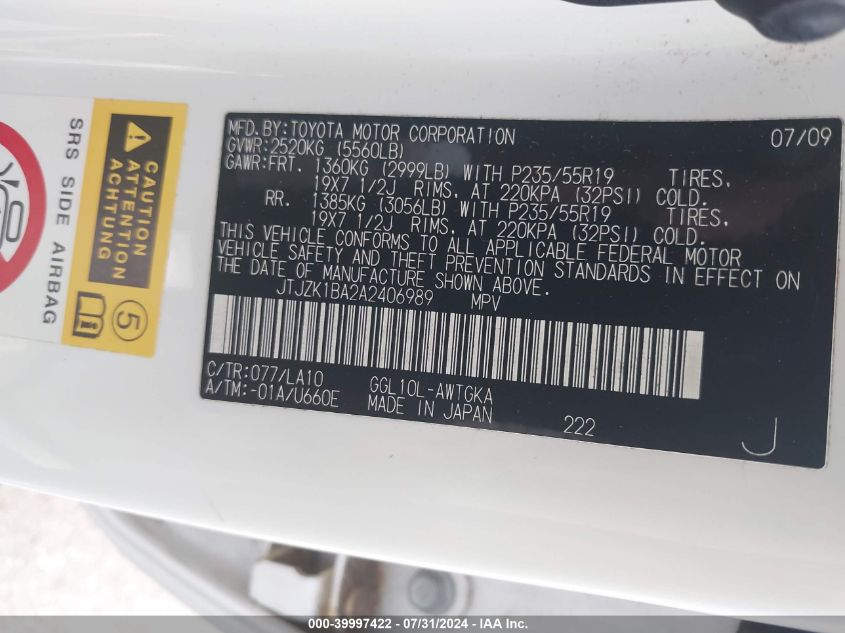 SRS SIDE AIRBAG
CAUTION
ATTENTION
ACHTUNG
5
MFD.BY:TOYOTA MOTOR CORPORATION 07/09
GVWR:2520KG (5560LB)
GAWR:FRT. 1360KG (2999LB) WITH P235/55R19 TIRES,
19X7 1/2J RIMS, AT 220KPA (32PSI) COLD.
RR. 1385KG (3056LB) WITH P235/55R19 TIRES,
19X7 1/2J RIMS, AT 220KPA (32PSI) COLD.
THIS VEHICLE CONFORMS TO ALL APPLICABLE FEDERAL MOTOR
VEHICLE SAFETY AND THEFT PREVENTION STANDARDS IN EFFECT ON
THE DATE OF MANUFACTURE SHOWN ABOVE.
JTJZK1BA2A2406989 MPV
C/TR:077/LA10 GGL10L-AWTGKA
A/TM:-01A/U660E MADE IN JAPAN 222 J
000-39997422 - 07/31/2024 - IAA Inc.